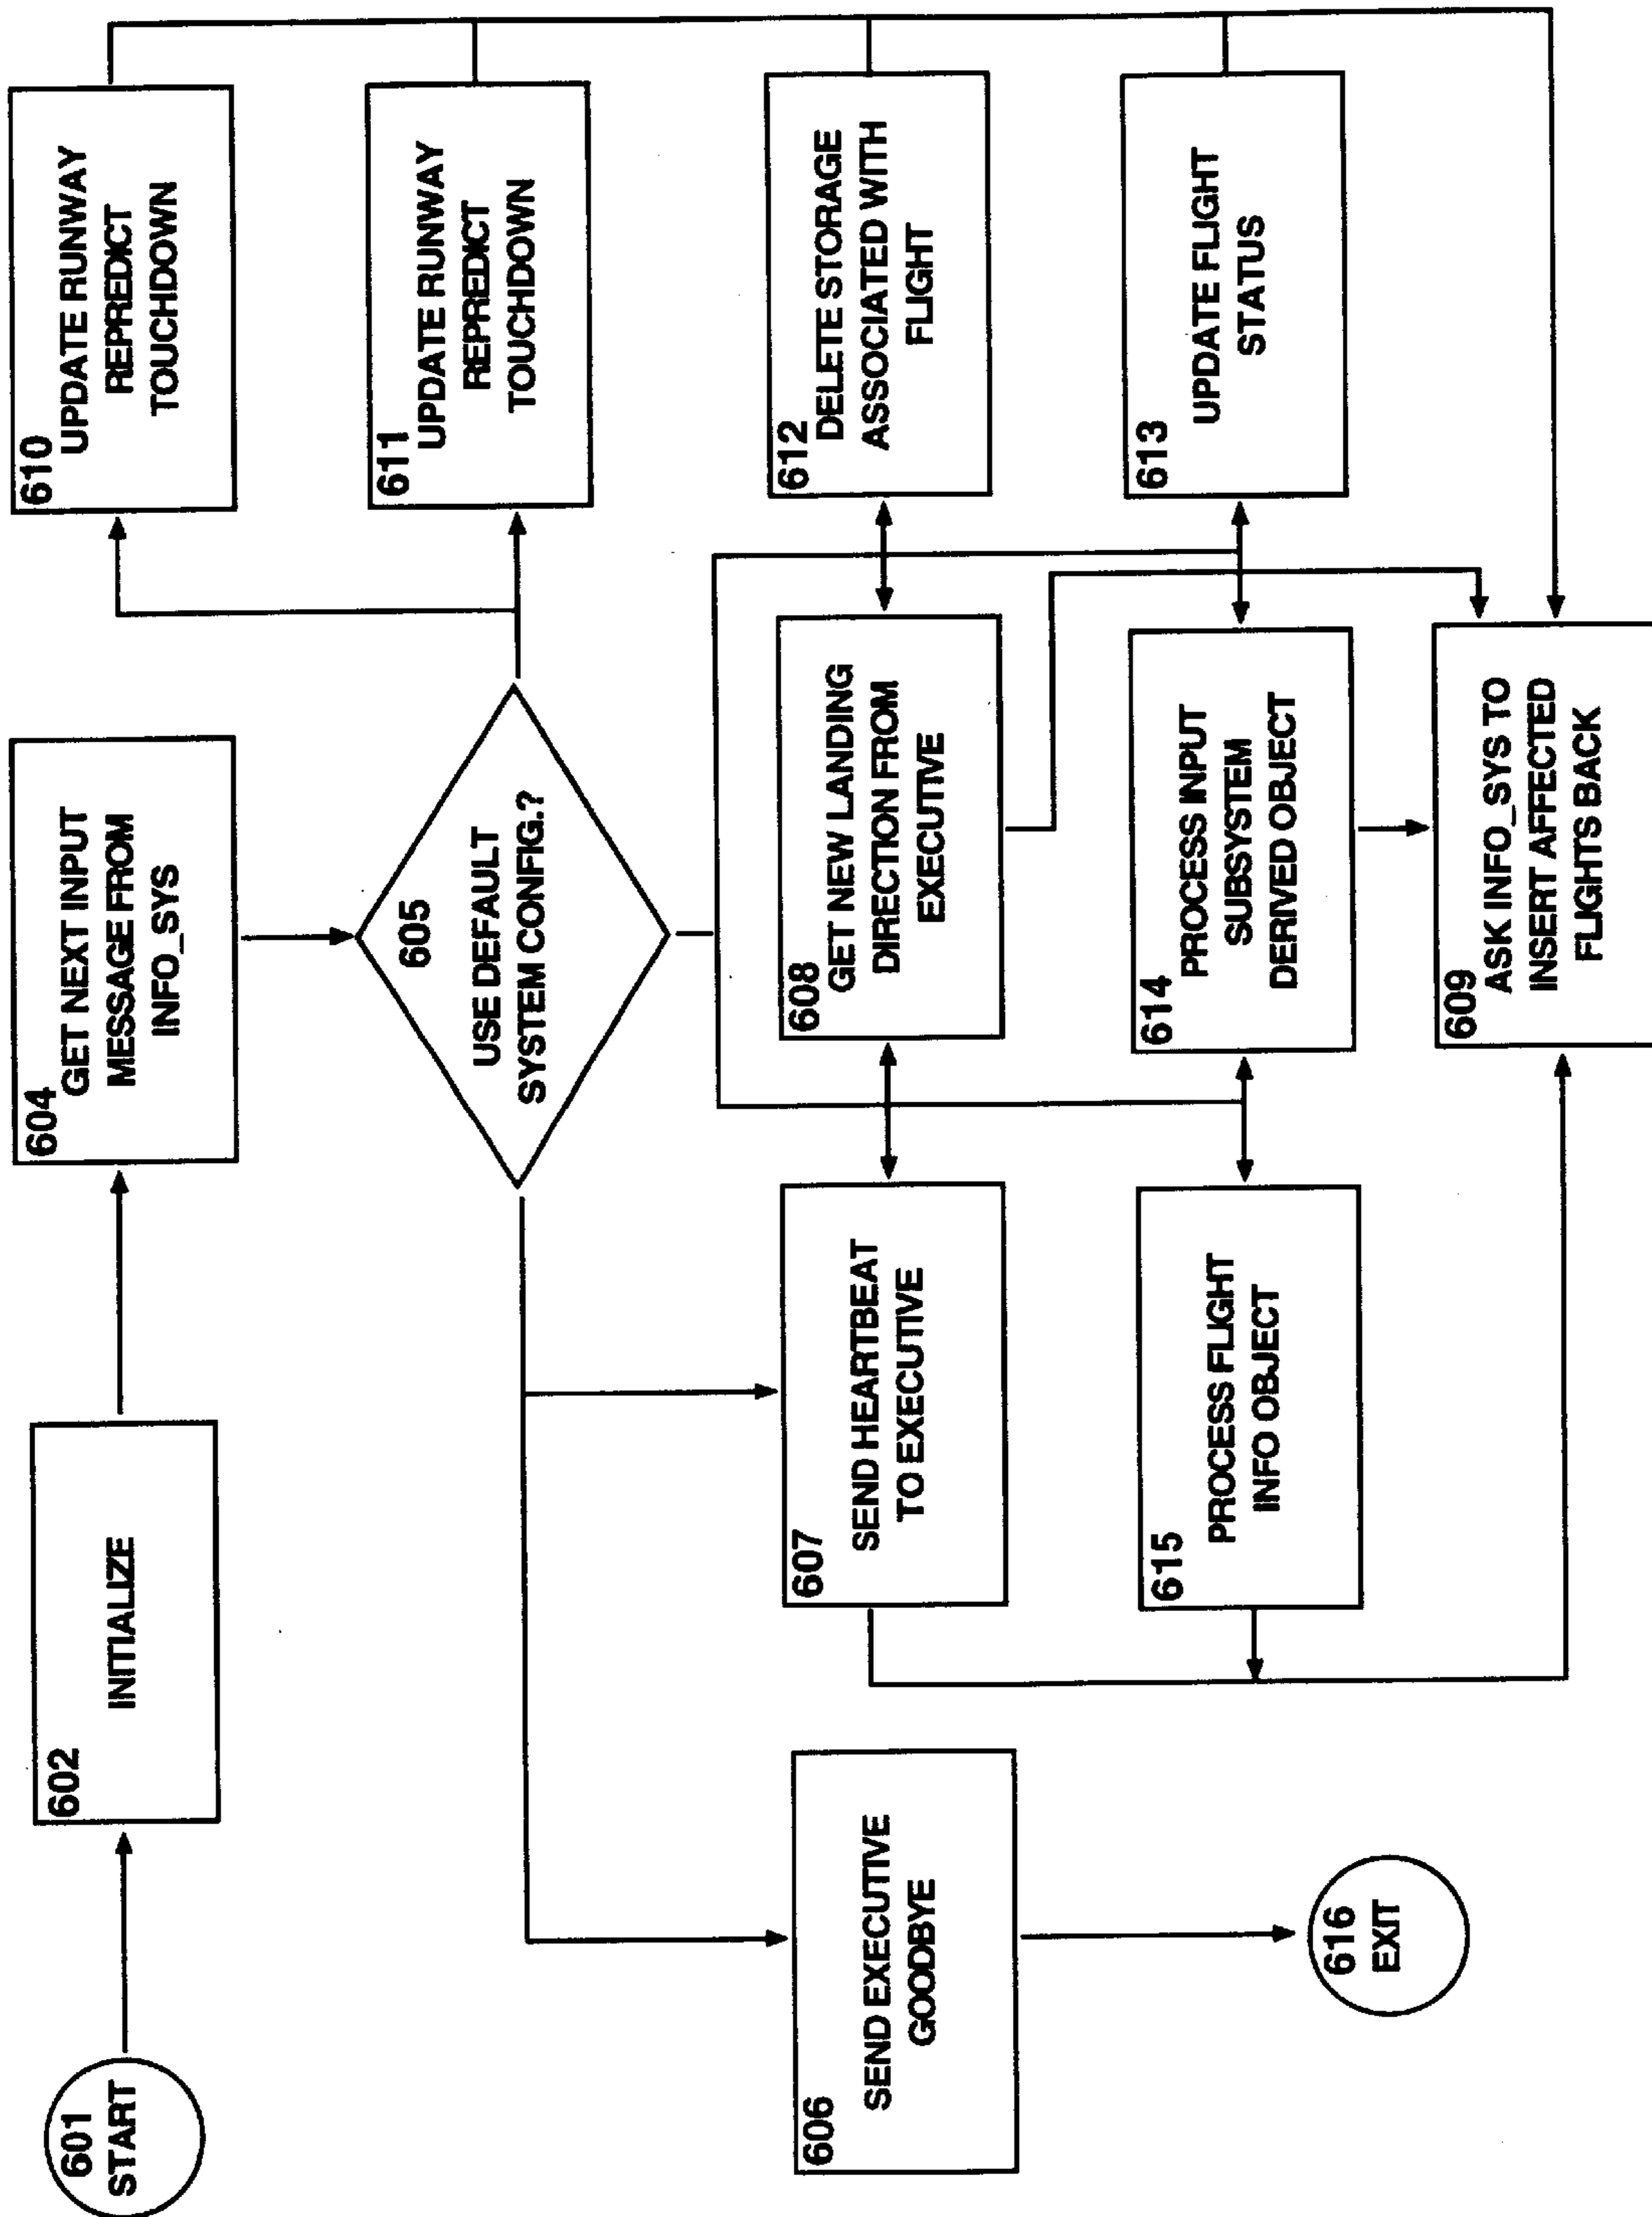 601
START
602
INITIALIZE
604
GET NEXT INPUT
MESSAGE FROM
INFO_SYS
605
USE DEFAULT
SYSTEM CONFIG.?
610
UPDATE RUNWAY
REPREDICT
TOUCHDOWN
611
UPDATE RUNWAY
REPREDICT
TOUCHDOWN
606
SEND EXECUTIVE
GOODBYE
607
SEND HEARTBEAT
TO EXECUTIVE
608
GET NEW LANDING
DIRECTION FROM
EXECUTIVE
612
DELETE STORAGE
ASSOCIATED WITH
FLIGHT
615
PROCESS FLIGHT
INFO OBJECT
614
PROCESS INPUT
SUBSYSTEM
DERIVED OBJECT
613
UPDATE FLIGHT
STATUS
616
EXIT
609
ASK INFO_SYS TO
INSERT AFFECTED
FLIGHTS BACK